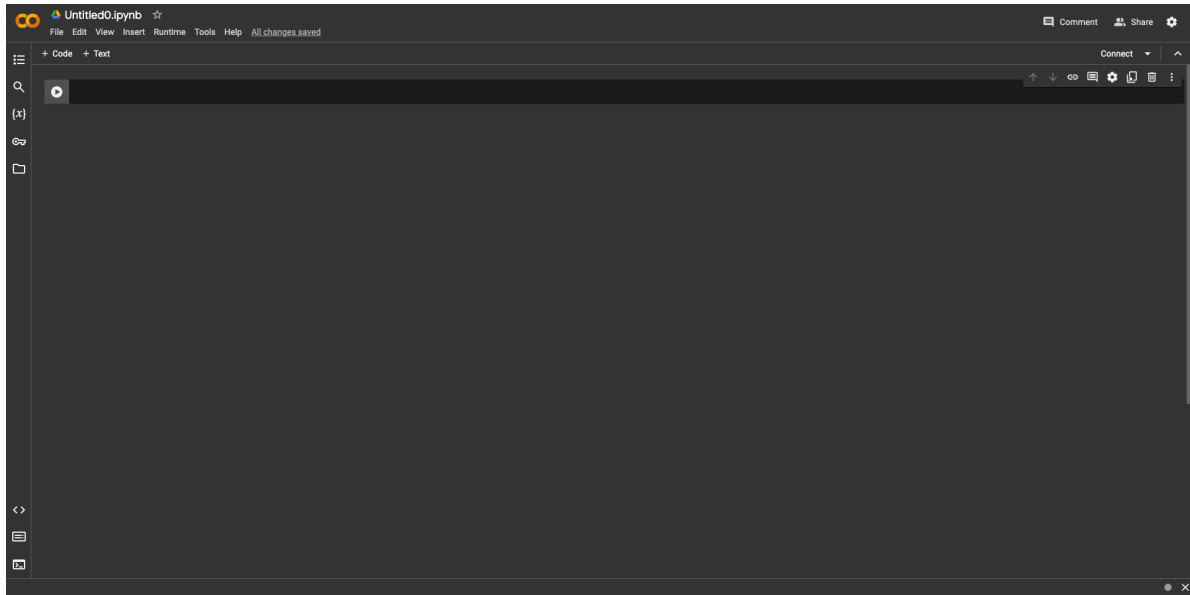 Untitled0.ipynb
File Edit View Insert Runtime Tools Help All changes saved
Comment Share
+ Code + Text
Connect
{x}